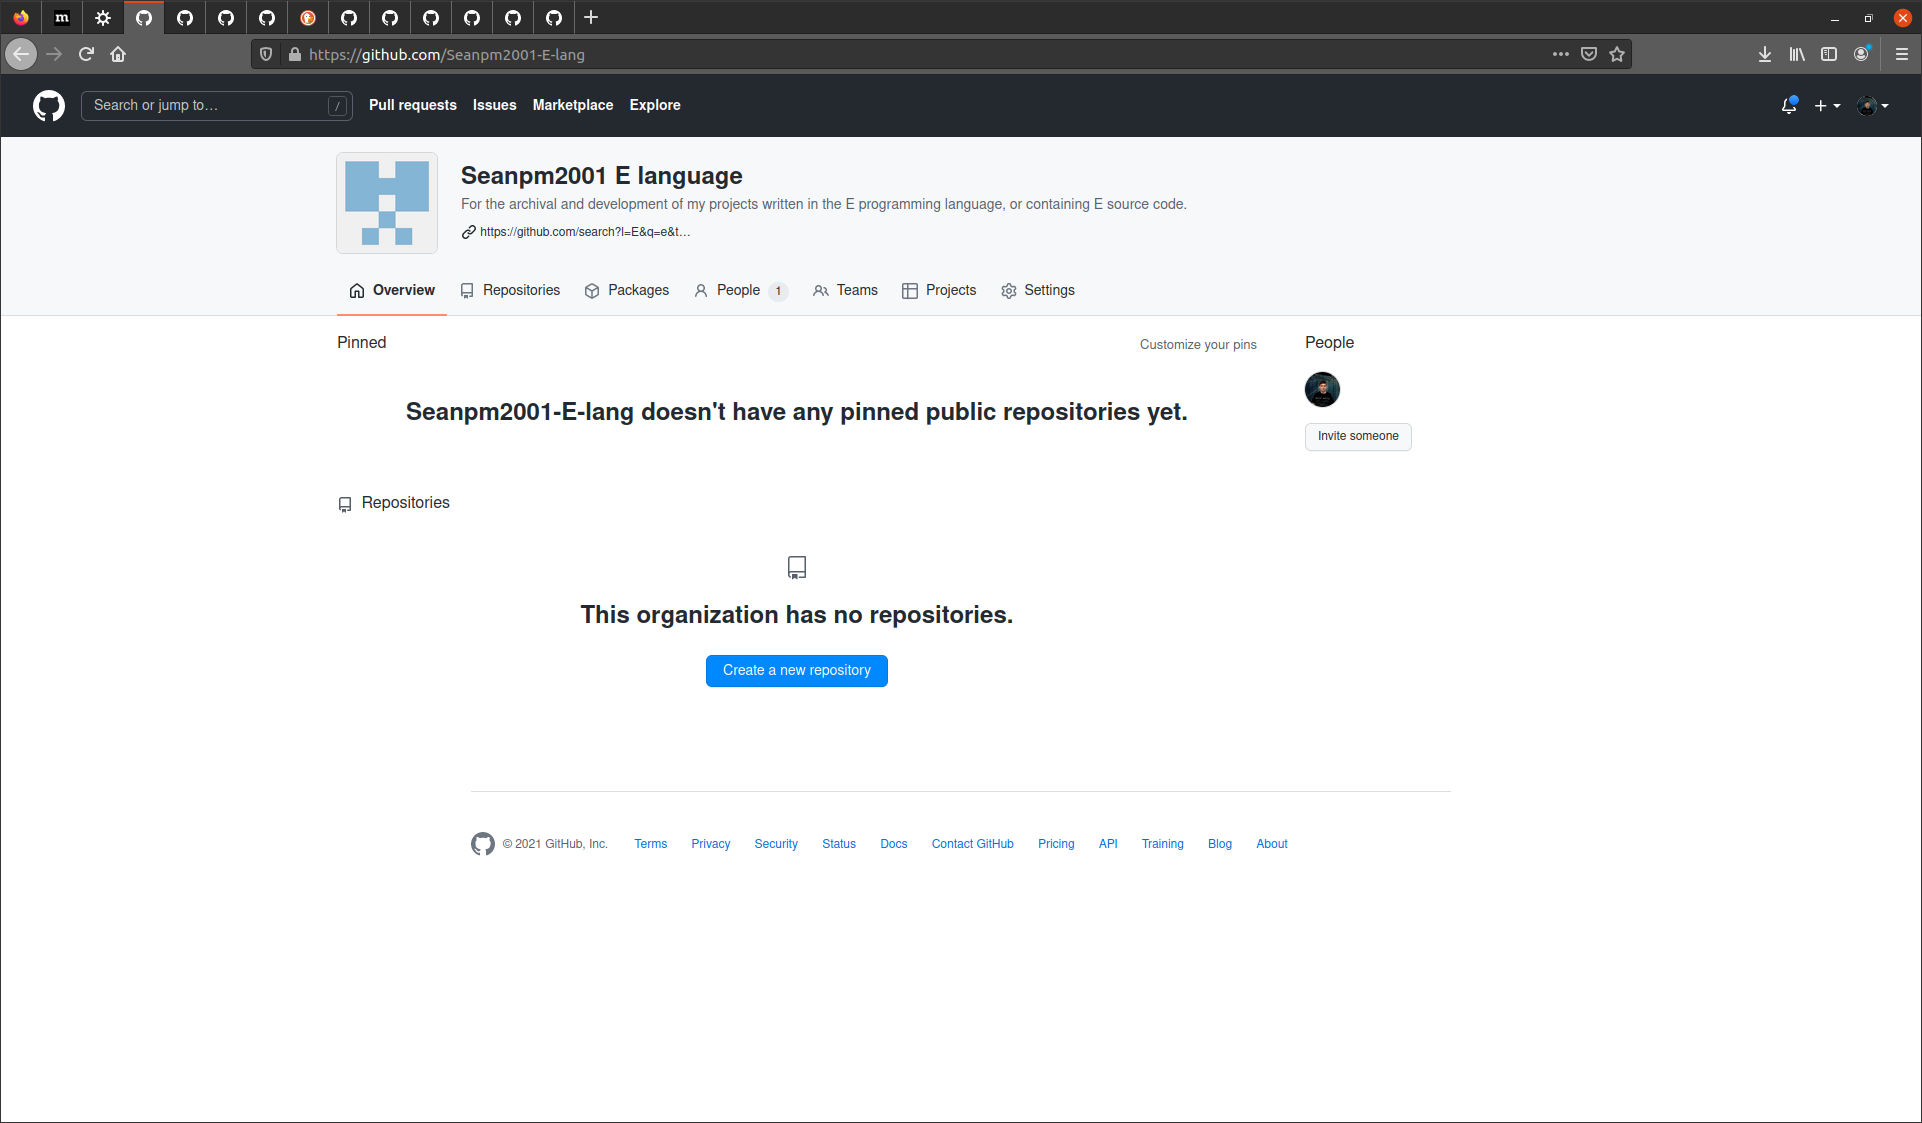 m
https://github.com/Seanpm2001-E-lang
Search or jump to… /
Pull requests Issues Marketplace Explore
Seanpm2001 E language
For the archival and development of my projects written in the E programming language, or containing E source code.
https://github.com/search?l=E&q=e&t…
Overview Repositories Packages People 1 Teams Projects Settings
Pinned Customize your pins People
Seanpm2001-E-lang doesn't have any pinned public repositories yet.
Invite someone
Repositories
This organization has no repositories.
Create a new repository
© 2021 GitHub, Inc. Terms Privacy Security Status Docs Contact GitHub Pricing API Training Blog About